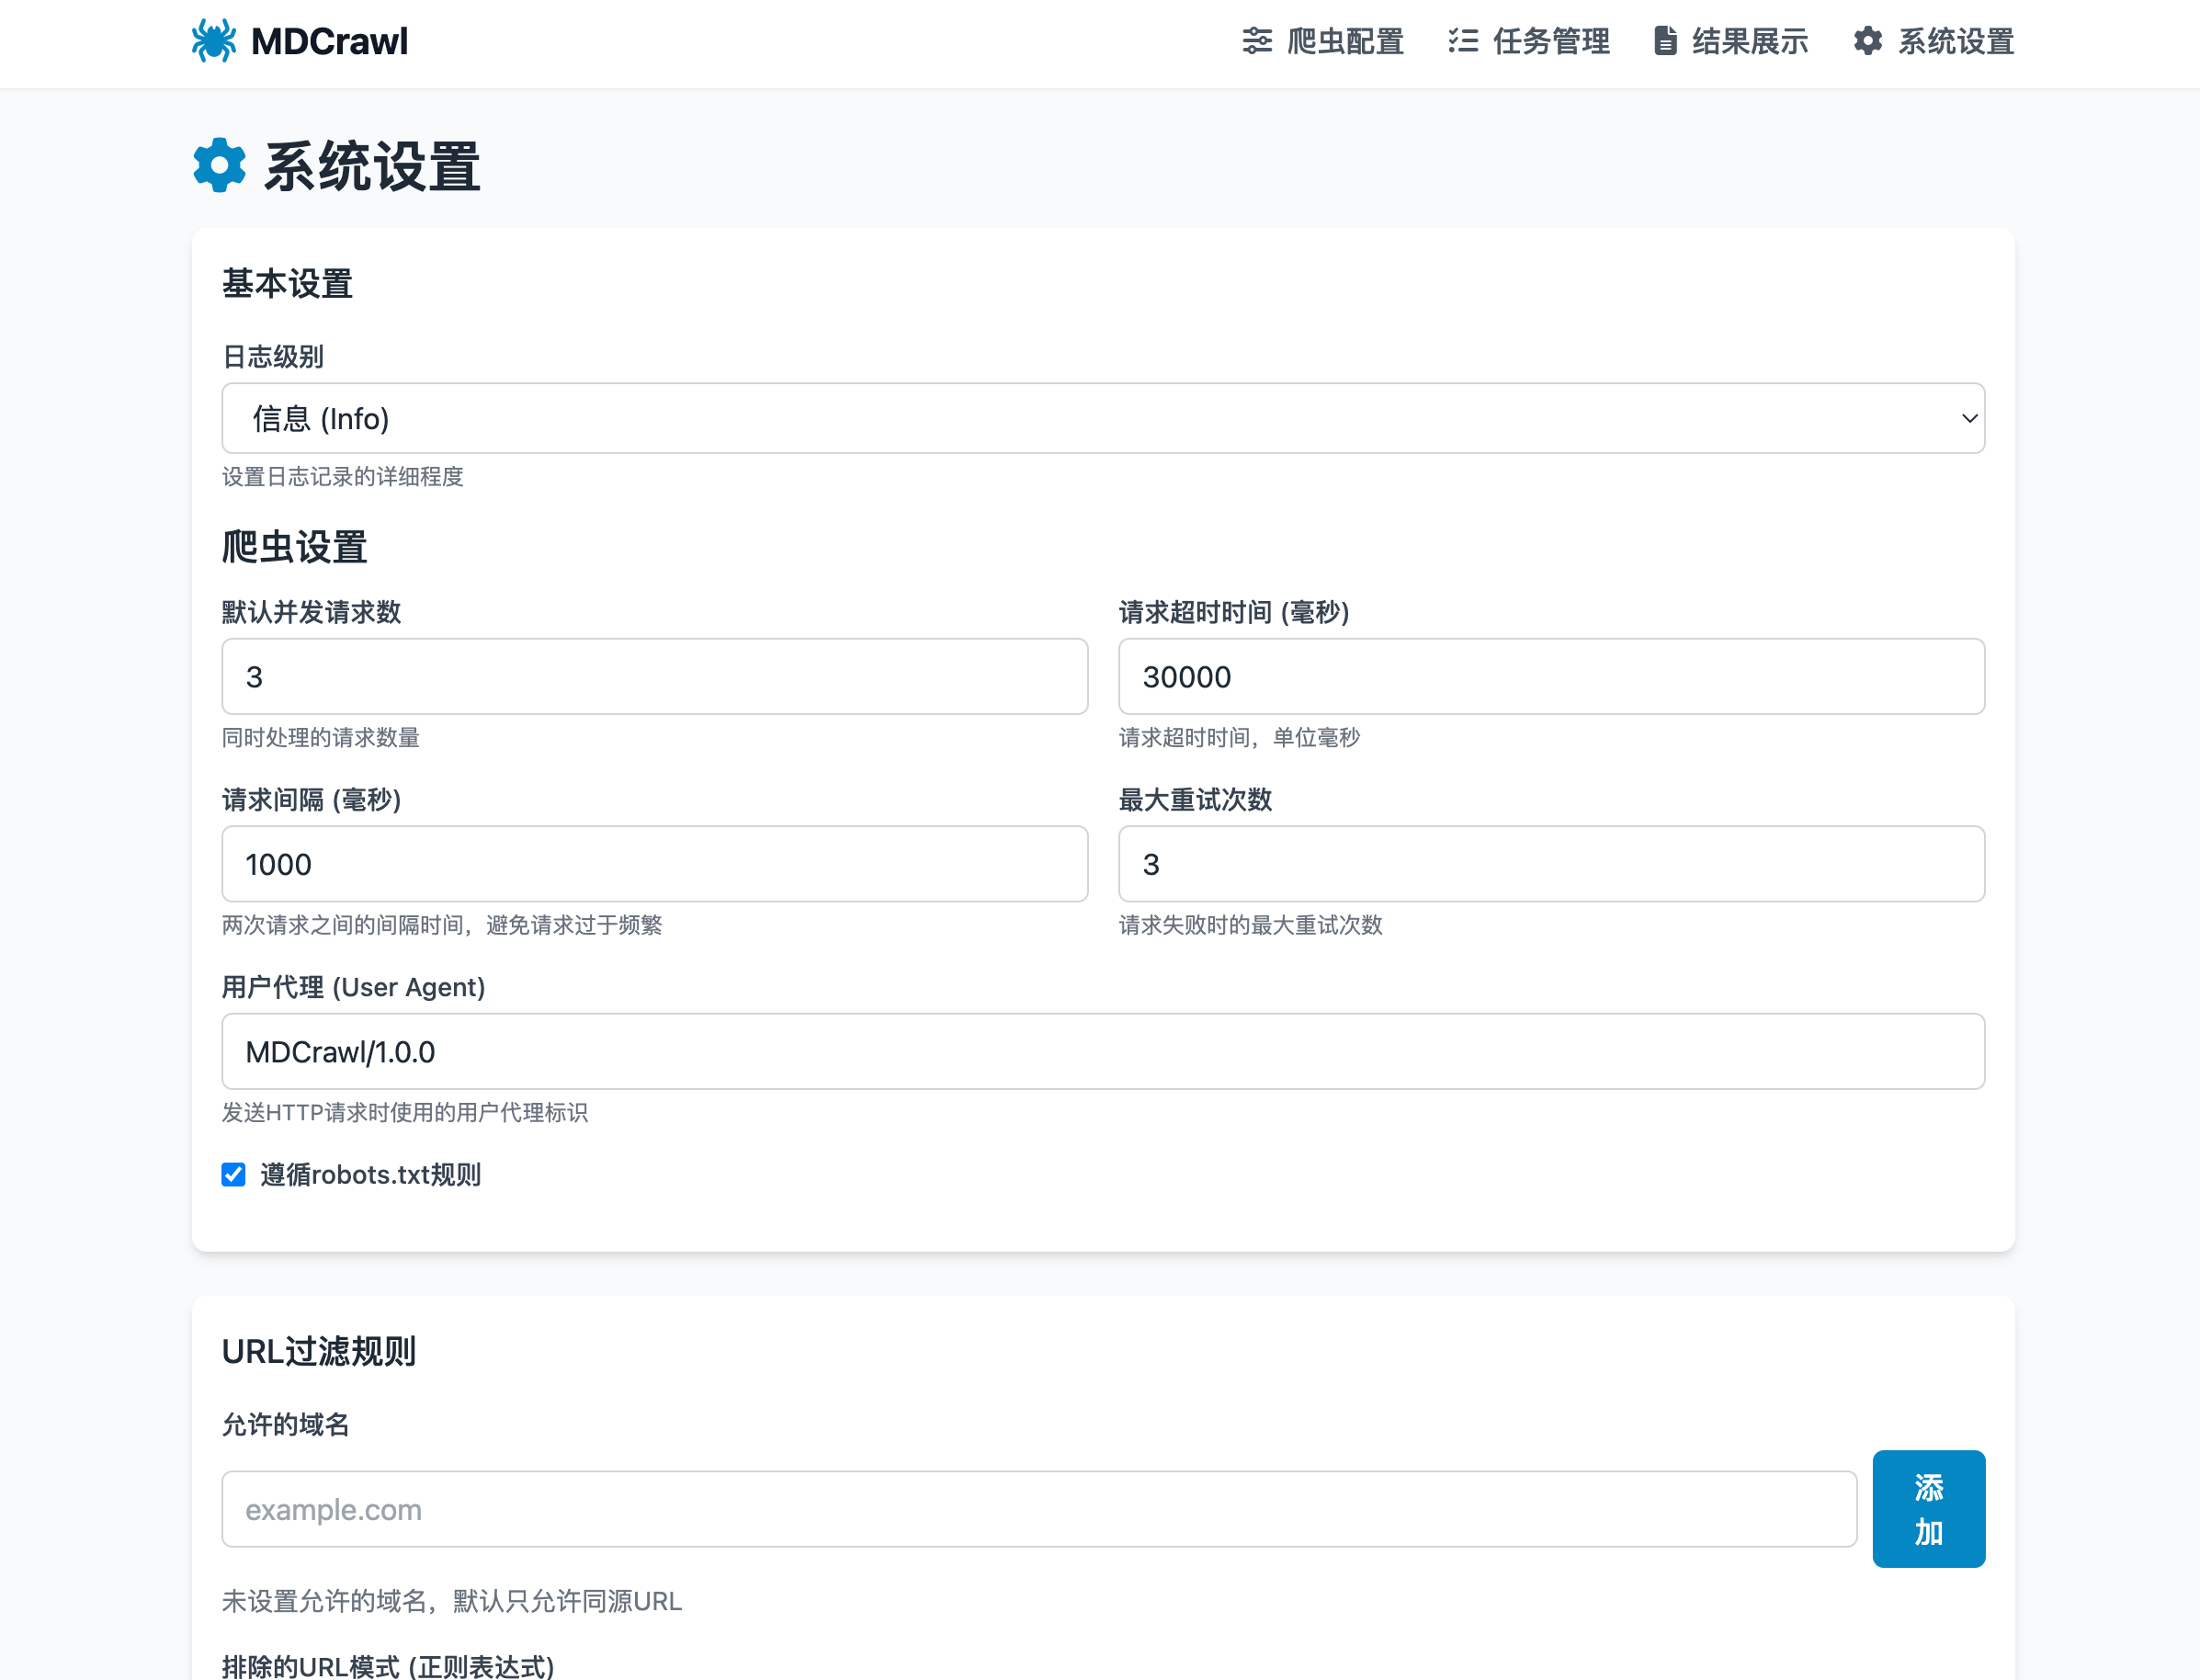 MDCrawl
爬虫配置
任务管理
结果展示
系统设置
系统设置
基本设置
日志级别
信息 (Info)
设置日志记录的详细程度
爬虫设置
默认并发请求数
请求超时时间 (毫秒)
3
30000
同时处理的请求数量
请求超时时间，单位毫秒
请求间隔 (毫秒)
最大重试次数
1000
3
两次请求之间的间隔时间，避免请求过于频繁
请求失败时的最大重试次数
用户代理 (User Agent)
MDCrawl/1.0.0
发送HTTP请求时使用的用户代理标识
遵循robots.txt规则
URL过滤规则
允许的域名
example.com
添
加
未设置允许的域名，默认只允许同源URL
排除的URL模式 (正则表达式)